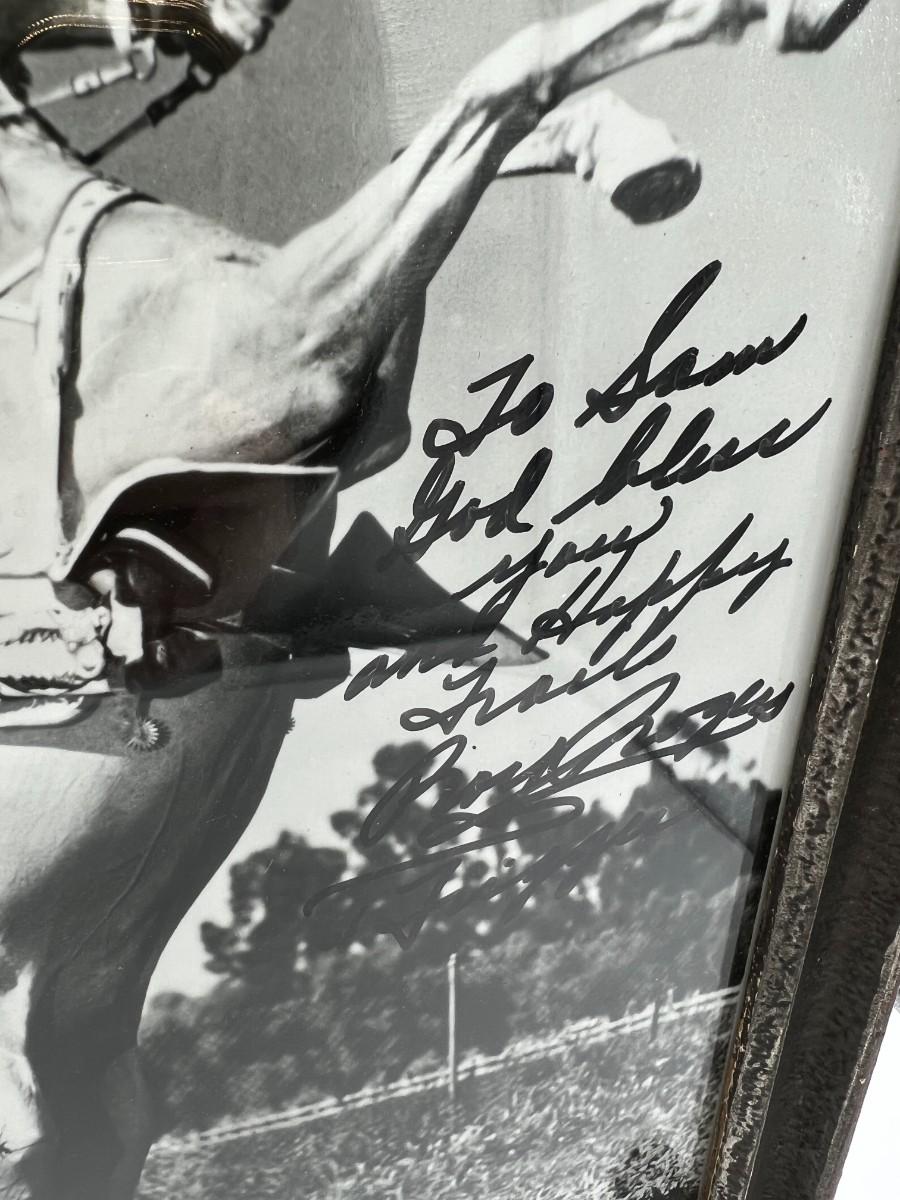 To Sam
God bless
you
and Happy
Trails
Roy Rogers
& Trigger